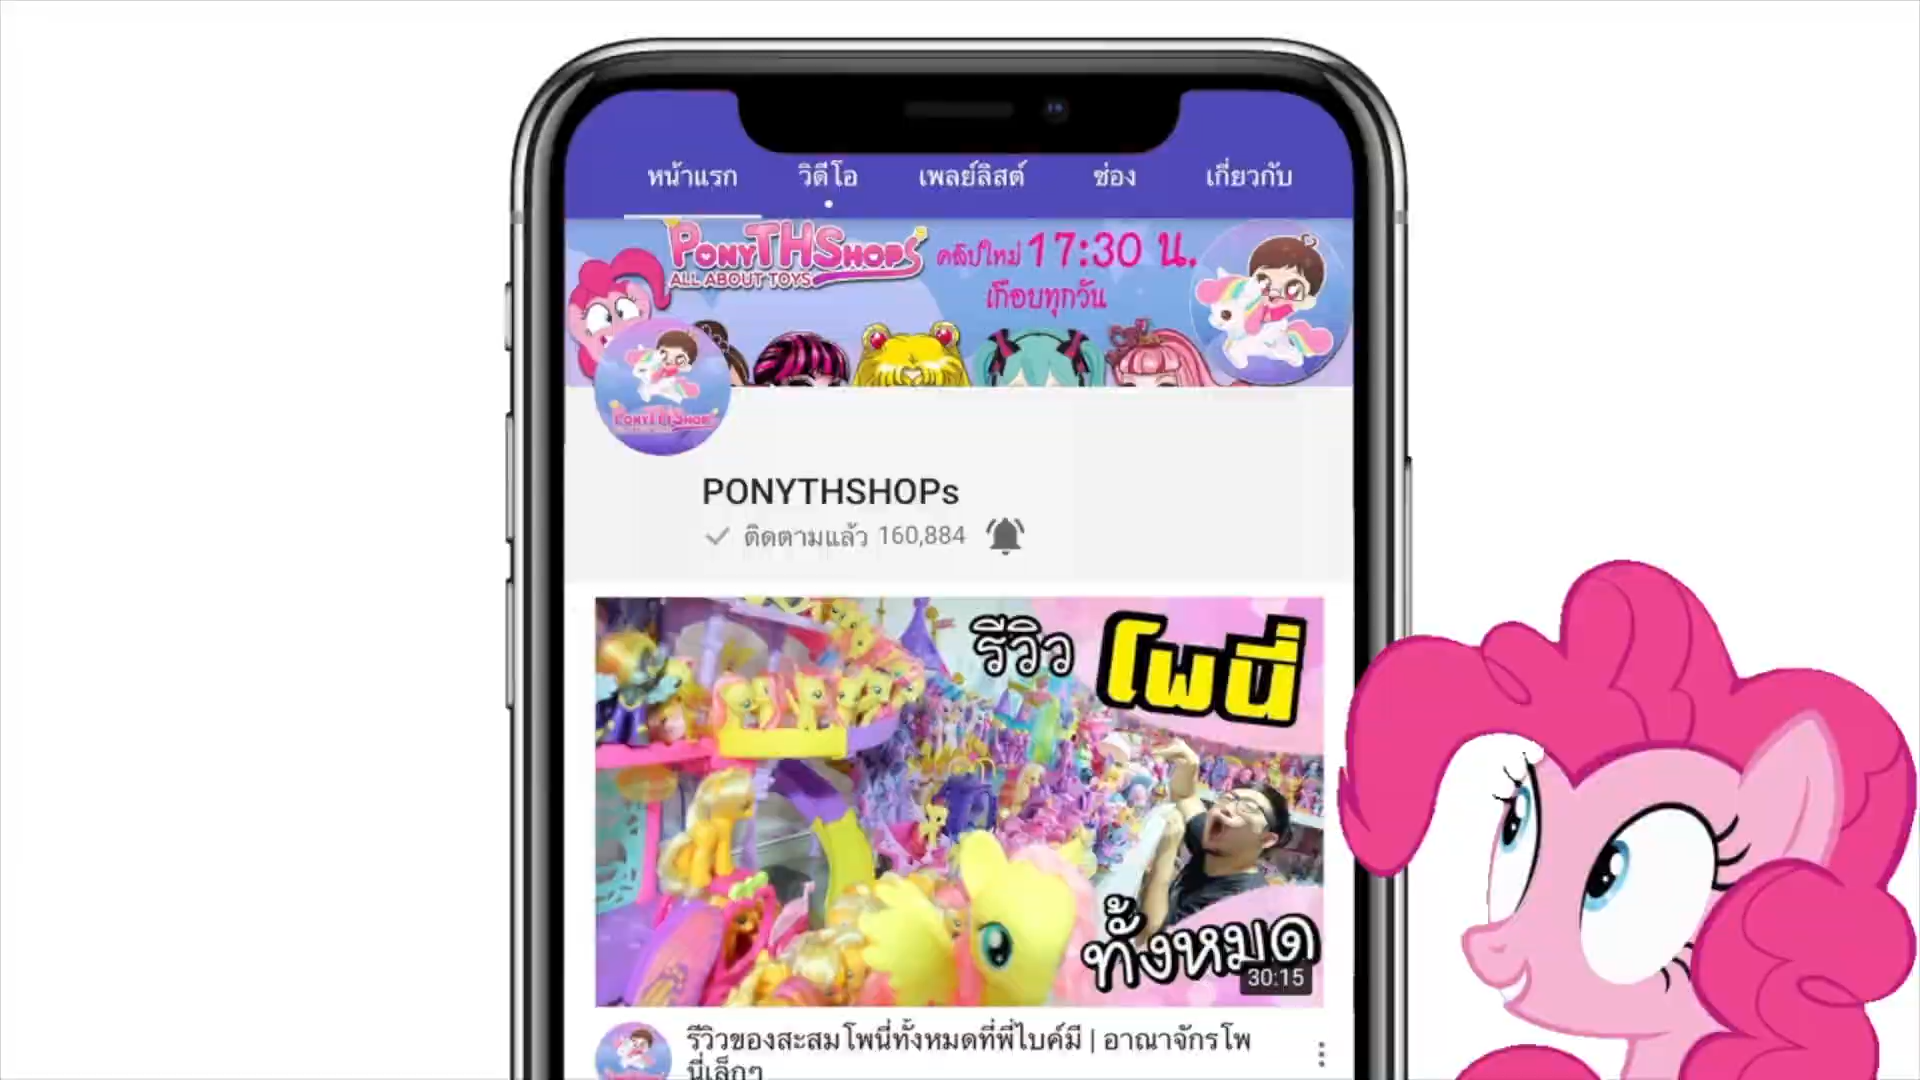 หน้าแรก วิดีโอ เพลย์ลิสต์ ช่อง เกี่ยวกับ
PONYTHSHOPS
ALL ABOUT TOYS
คลิปใหม่ 17:30 น.
เกือบทุกวัน
PONYTHSHOPS
PONYTHSHOPs
ติดตามแล้ว 160,884
รีวิว โพนี่
ทั้งหมด
30:15
รีวิวของสะสมโพนี่ทั้งหมดที่พี่ไบค์มี | อาณาจักรโพ
นี่เล็กๆ